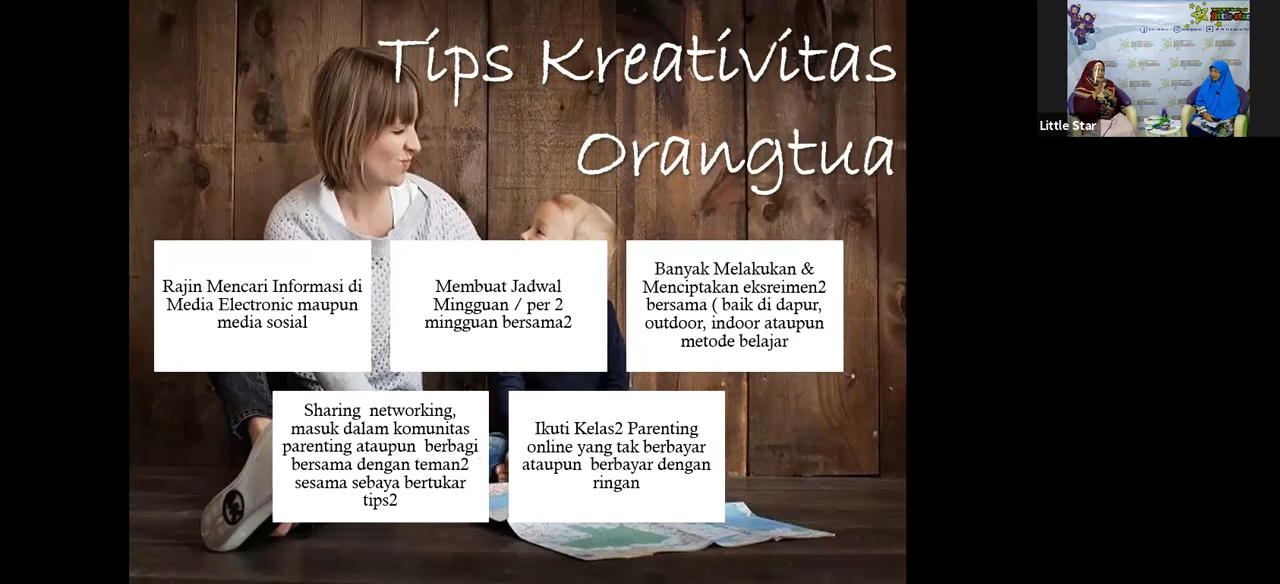 Tips Kreativitas
Orangtua
Rajin Mencari Informasi di
Media Electronic maupun
media sosial
Membuat Jadwal
Mingguan / per 2
mingguan bersama2
Banyak Melakukan &
Menciptakan eksreimen2
bersama ( baik di dapur,
outdoor, indoor ataupun
metode belajar
Sharing  networking,
masuk dalam komunitas
parenting ataupun  berbagi
bersama dengan teman2
sesama sebaya bertukar
tips2
Ikuti Kelas2 Parenting
online yang tak berbayar
ataupun  berbayar dengan
ringan
little star
Little Star